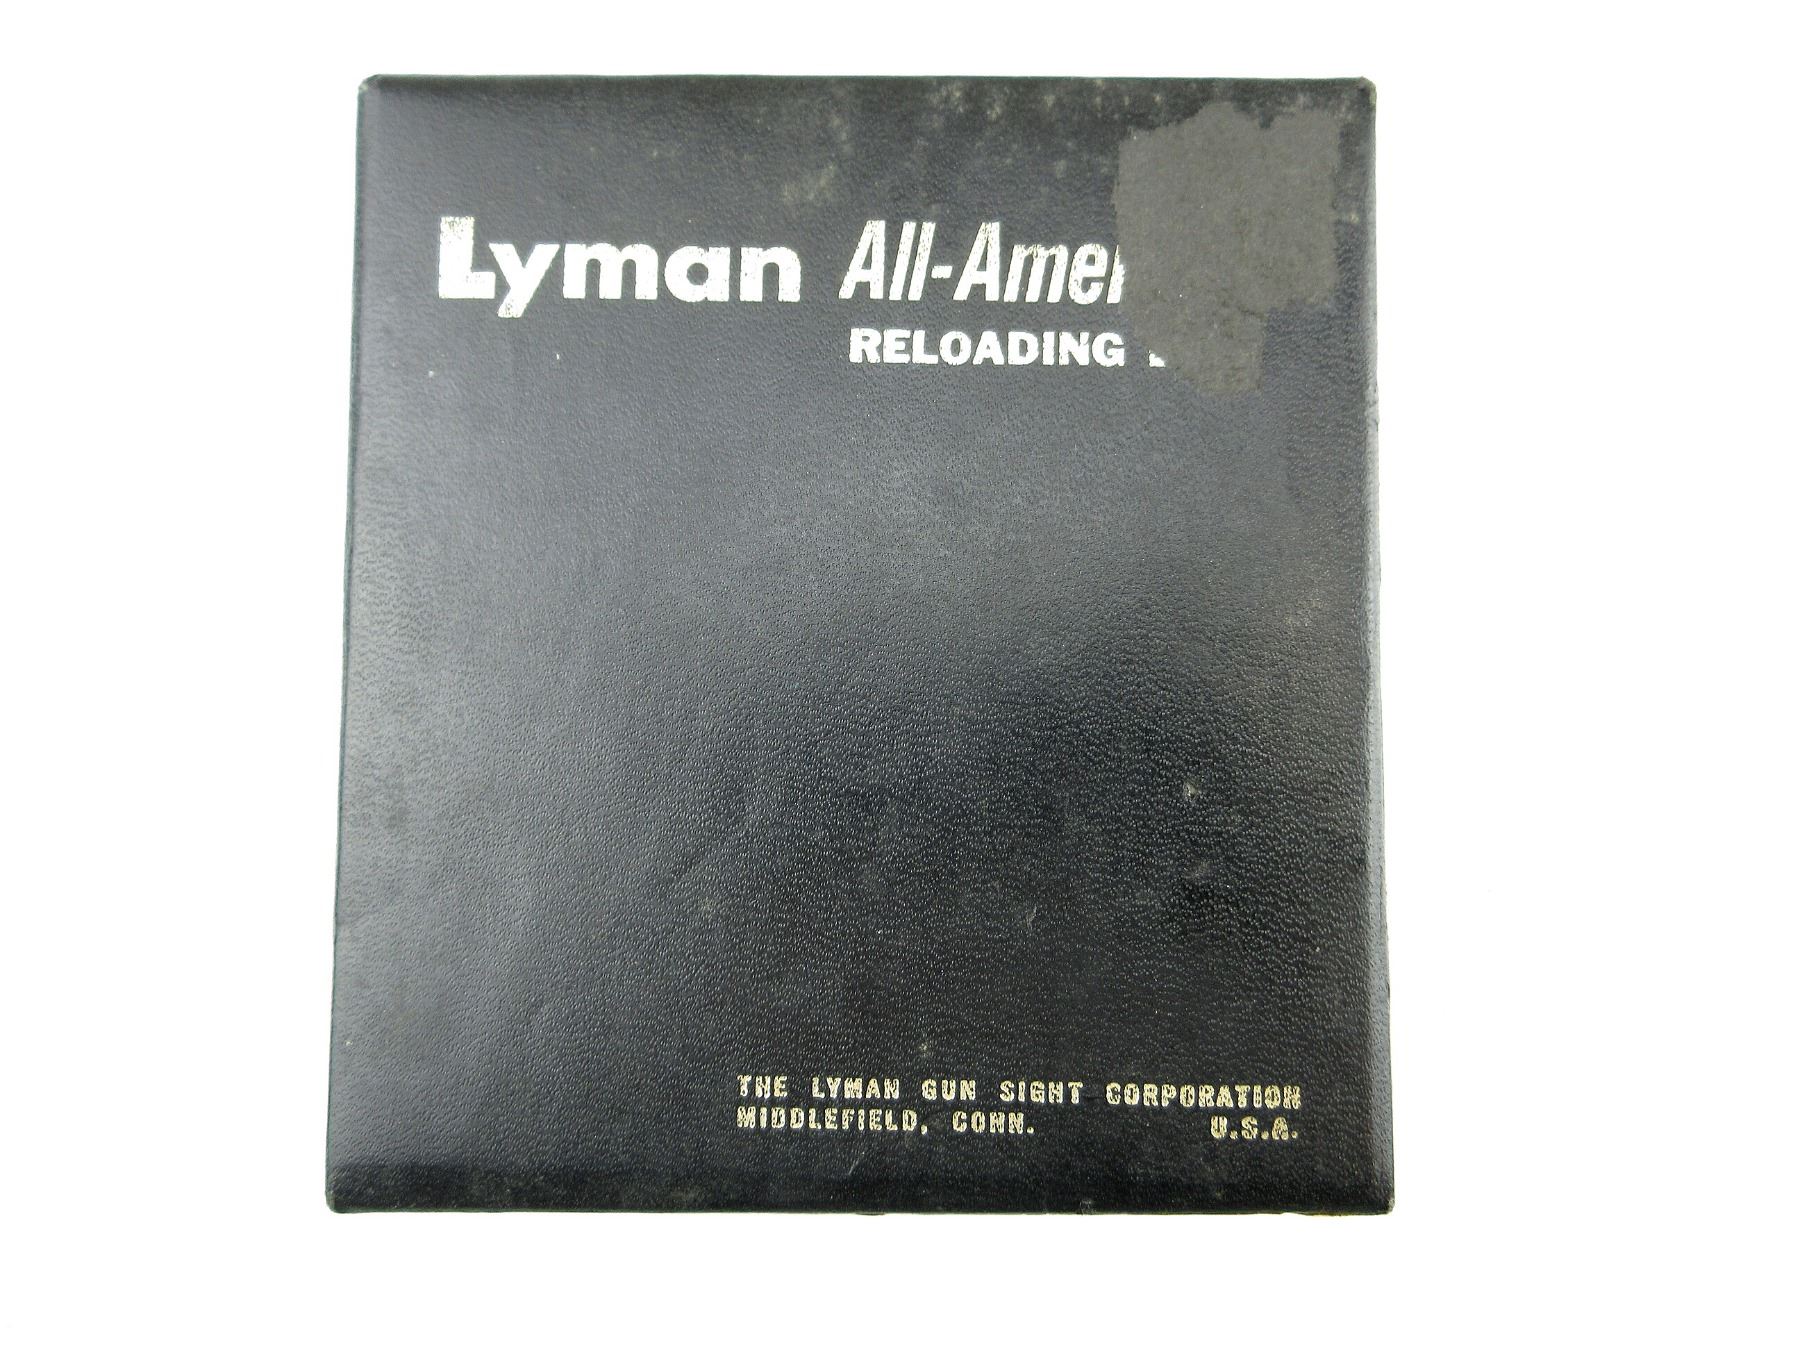 Lyman All-Amer
RELOADING
THE LYMAN GUN SIGHT CORPORATION
MIDDLEFIELD, CONN. U.S.A.